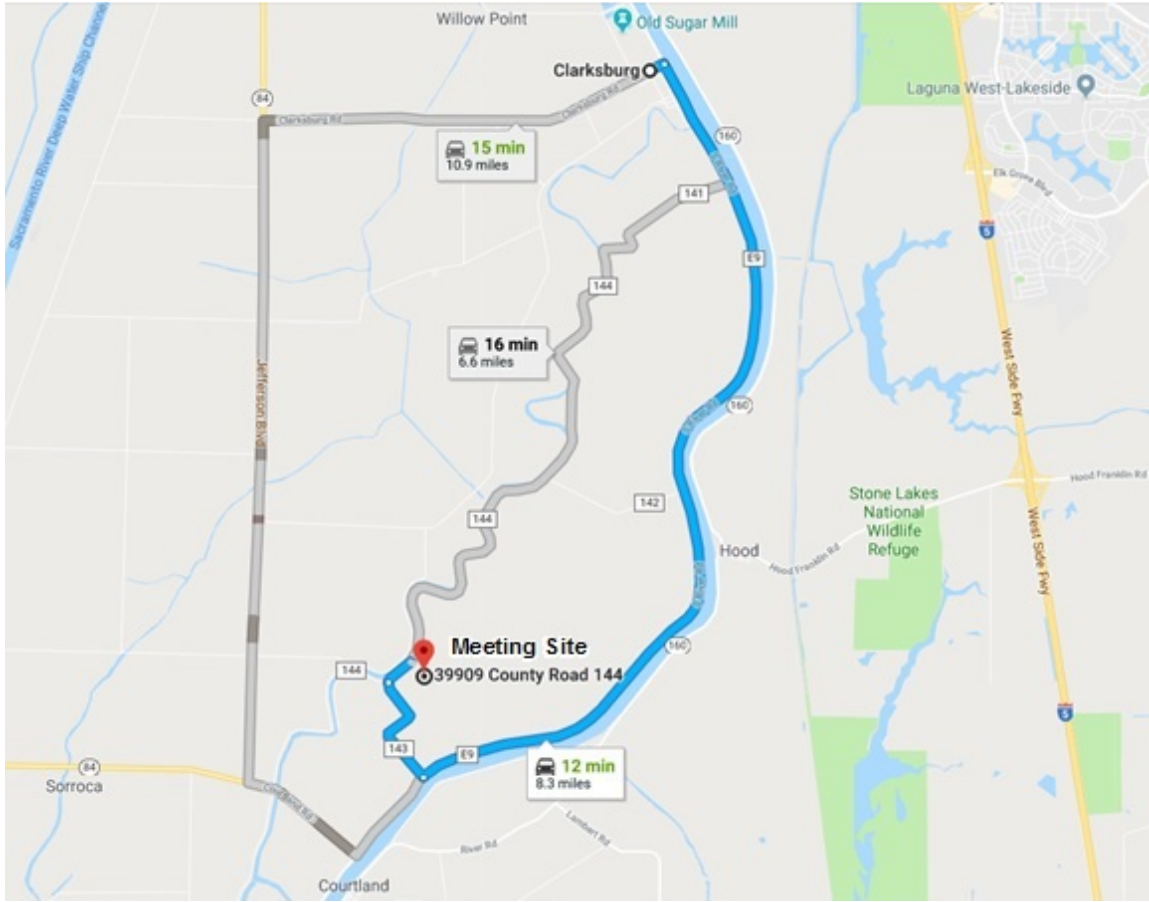 Willow Point
Old Sugar Mill
Clarksburg
Laguna West-Lakeside
84
Clarksburg Rd
Clarksburg Rd
160
15 min
10.9 miles
Sacramento River Deep Water Ship Channel
Elk Grove Blvd
141
5
E9
144
16 min
6.6 miles
West Side Fwy
Jefferson Blvd
160
Hood Franklin Rd
Stone Lakes
National
Wildlife
Refuge
142
144
West Side Fwy
Hood
Hood Franklin Rd
Meeting Site
160
144
39909 County Road 144
5
143
E9
12 min
8.3 miles
84
Sorroca
Courtland Rd
Lambert Rd
River Rd
Courtland